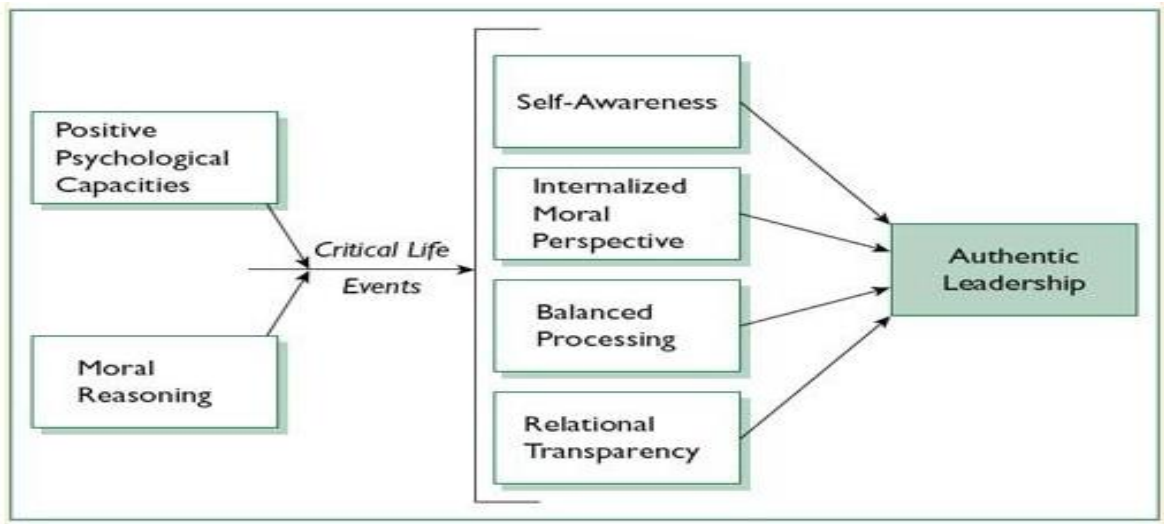 Positive
Psychological
Capacities
Moral
Reasoning
Critical Life
Events
Self-Awareness
Internalized
Moral
Perspective
Balanced
Processing
Relational
Transparency
Authentic
Leadership